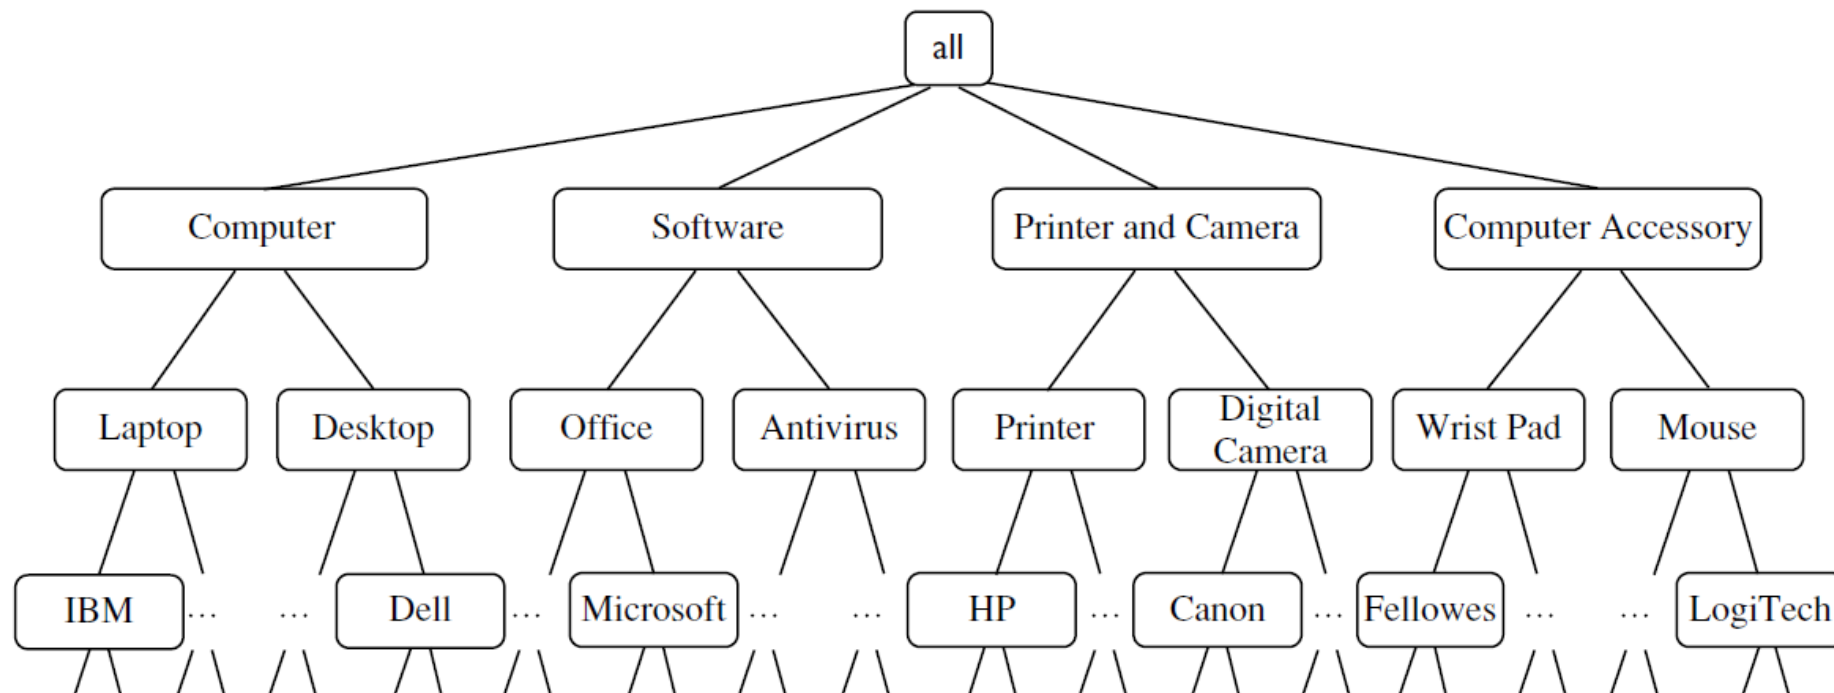 all
Computer
Software
Printer and Camera
Computer Accessory
Laptop
Desktop
Office
Antivirus
Printer
Digital
Camera
Wrist Pad
Mouse
IBM
...
...
Dell
...
Microsoft
...
...
HP
...
Canon
...
Fellowes
...
...
LogiTech